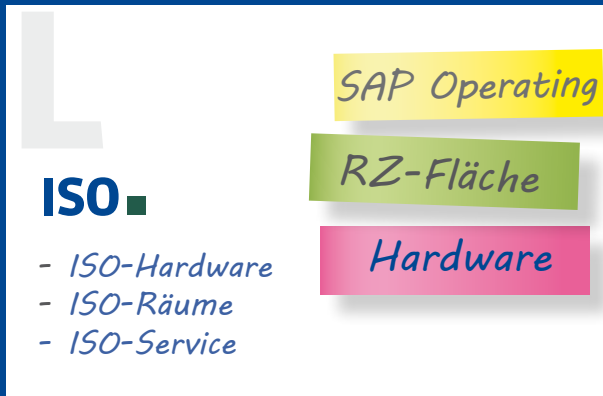 L
ISO
- ISO-Hardware
- ISO-Räume
- ISO-Service
SAP Operating
RZ-Fläche
Hardware